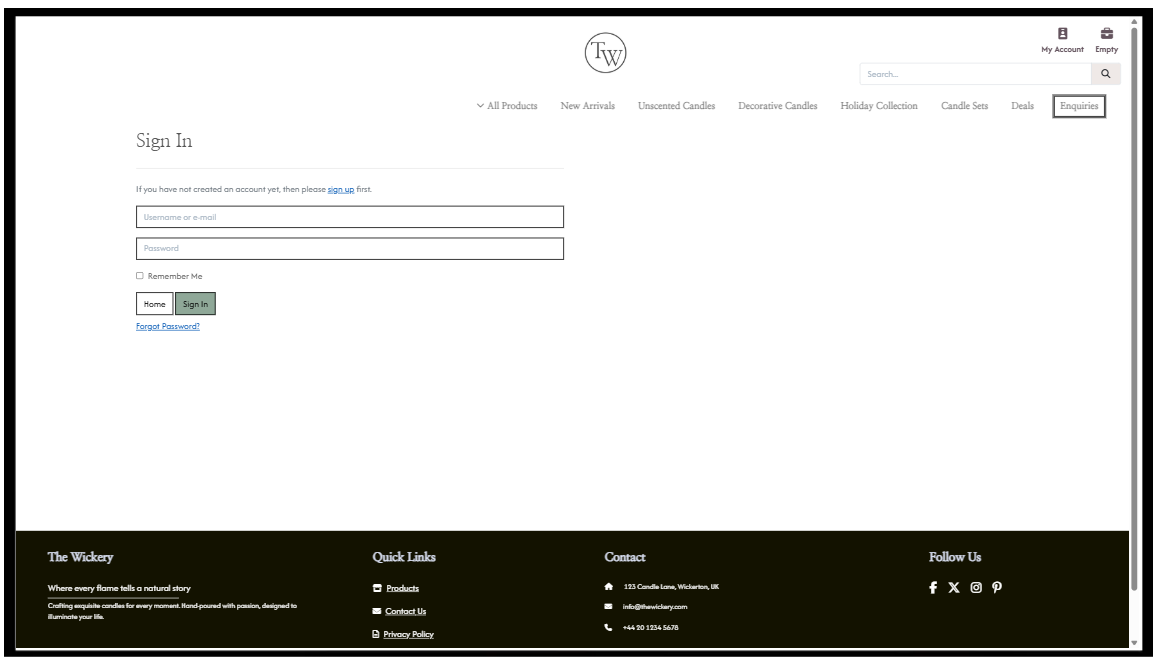 TW
My Account
Empty
Search...
All Products
New Arrivals
Unscented Candles
Decorative Candles
Holiday Collection
Candle Sets
Deals
Enquiries
Sign In
If you have not created an account yet, then please sign up first.
Username or e-mail
Password
Remember Me
Home
Sign In
Forgot Password?
The Wickery
Where every flame tells a natural story
Crafting exquisite candles for every moment. Hand-poured with passion, designed to
illuminate your life.
Quick Links
Products
Contact Us
Privacy Policy
Contact
123 Candle Lane, Wickerton, UK
info@thewickery.com
+44 20 1234 5678
Follow Us